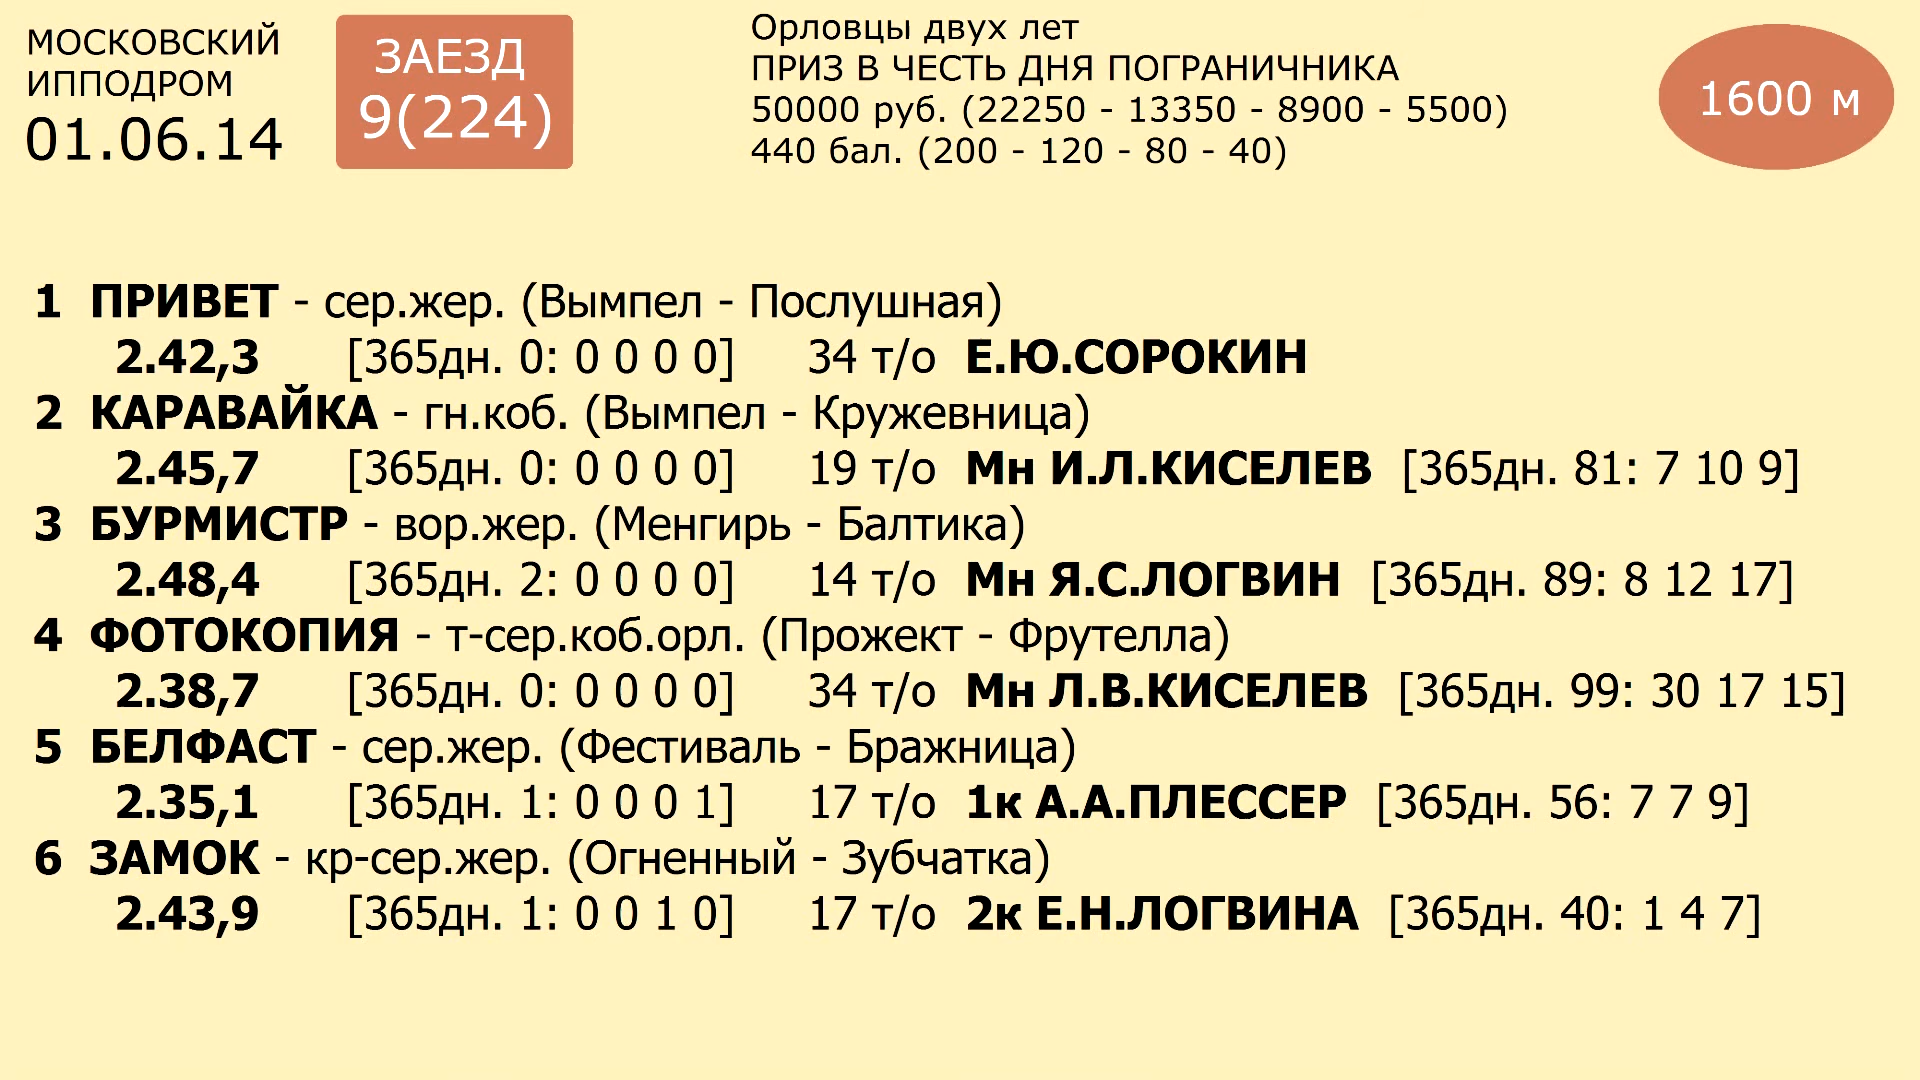 МОСКОВСКИЙ
ИППОДРОМ
01.06.14
ЗАЕЗД
9(224)
Орловцы двух лет
ПРИЗ В ЧЕСТЬ ДНЯ ПОГРАНИЧНИКА
50000 руб. (22250 - 13350 - 8900 - 5500)
440 бал. (200 - 120 - 80 - 40)
1600 м
1 ПРИВЕТ - сер.жер. (Вымпел - Послушная)
2.42,3 [365дн. 0: 0 0 0 0] 34 т/о Е.Ю.СОРОКИН
2 КАРАВАЙКА - гн.коб. (Вымпел - Кружевница)
2.45,7 [365дн. 0: 0 0 0 0] 19 т/о Мн И.Л.КИСЕЛЕВ [365дн. 81: 7 10 9]
3 БУРМИСТР - вор.жер. (Менгирь - Балтика)
2.48,4 [365дн. 2: 0 0 0 0] 14 т/о Мн Я.С.ЛОГВИН [365дн. 89: 8 12 17]
4 ФОТОКОПИЯ - т-сер.коб.орл. (Прожект - Фрутелла)
2.38,7 [365дн. 0: 0 0 0 0] 34 т/о Мн Л.В.КИСЕЛЕВ [365дн. 99: 30 17 15]
5 БЕЛФАСТ - сер.жер. (Фестиваль - Бражница)
2.35,1 [365дн. 1: 0 0 0 1] 17 т/о 1к А.А.ПЛЕССЕР [365дн. 56: 7 7 9]
6 ЗАМОК - кр-сер.жер. (Огненный - Зубчатка)
2.43,9 [365дн. 1: 0 0 1 0] 17 т/о 2к Е.Н.ЛОГВИНА [365дн. 40: 1 4 7]